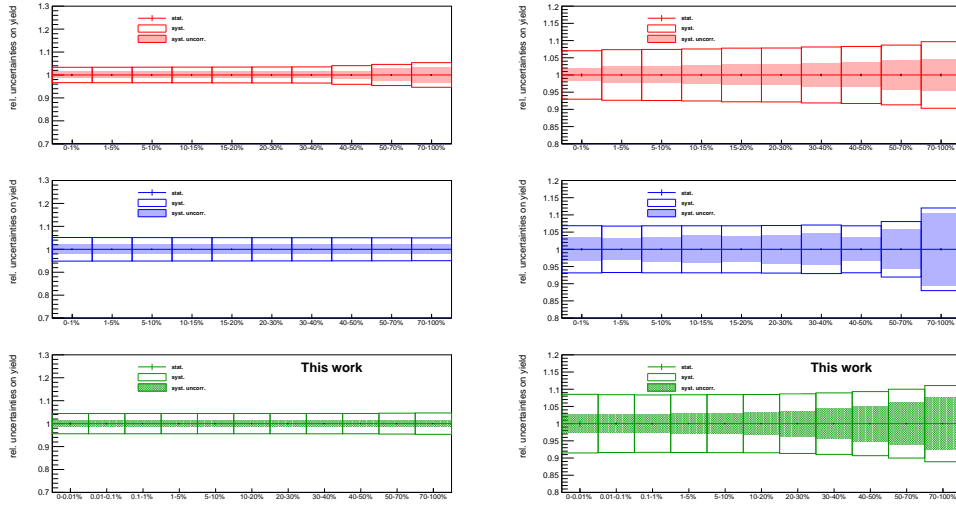 rel. uncertainties on yield
1.3
1.2
1.1
1
0.9
0.8
0.7
stat.
syst.
syst. uncorr.
0-1% 1-5% 5-10% 10-15% 15-20% 20-30% 30-40% 40-50% 50-70% 70-100%
rel. uncertainties on yield
1.2
1.15
1.1
1.05
1
0.95
0.9
0.85
0.8
stat.
syst.
syst. uncorr.
0-1% 1-5% 5-10% 10-15% 15-20% 20-30% 30-40% 40-50% 50-70% 70-100%
rel. uncertainties on yield
1.3
1.2
1.1
1
0.9
0.8
0.7
stat.
syst.
syst. uncorr.
0-1% 1-5% 5-10% 10-15% 15-20% 20-30% 30-40% 40-50% 50-70% 70-100%
rel. uncertainties on yield
1.2
1.15
1.1
1.05
1
0.95
0.9
0.85
0.8
stat.
syst.
syst. uncorr.
0-1% 1-5% 5-10% 10-15% 15-20% 20-30% 30-40% 40-50% 50-70% 70-100%
rel. uncertainties on yield
1.3
1.2
1.1
1
0.9
0.8
0.7
stat.
syst.
syst. uncorr.
This work
0-0.01% 0.01-0.1% 0.1-1% 1-5% 5-10% 10-20% 20-30% 30-40% 40-50% 50-70% 70-100%
rel. uncertainties on yield
1.2
1.15
1.1
1.05
1
0.95
0.9
0.85
0.8
stat.
syst.
syst. uncorr.
This work
0-0.01% 0.01-0.1% 0.1-1% 1-5% 5-10% 10-20% 20-30% 30-40% 40-50% 50-70% 70-100%